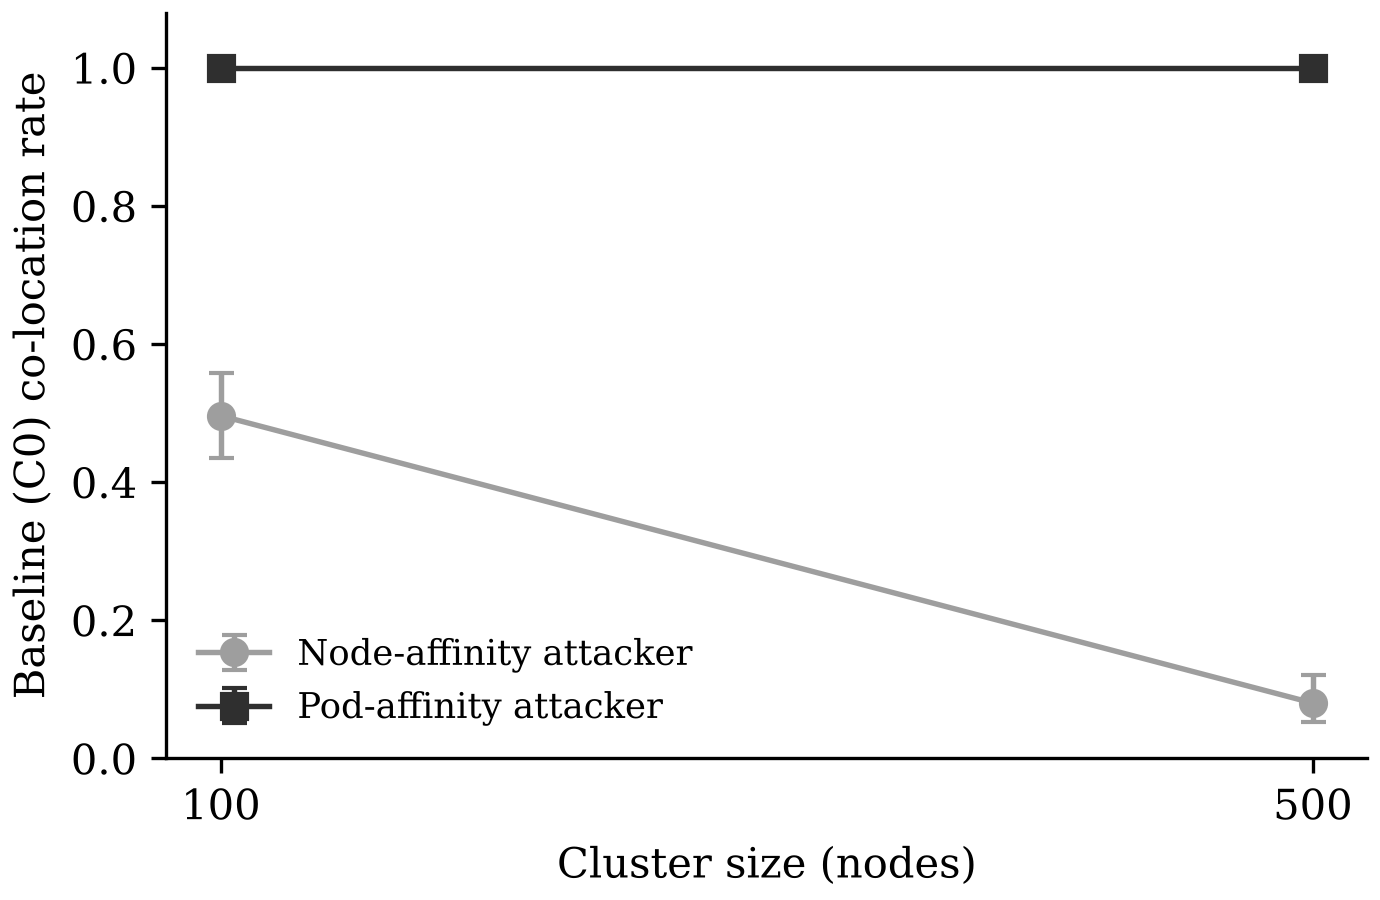 Baseline (C0) co-location rate
1.0
0.8
0.6
0.4
0.2
0.0
Node-affinity attacker
Pod-affinity attacker
100
500
Cluster size (nodes)